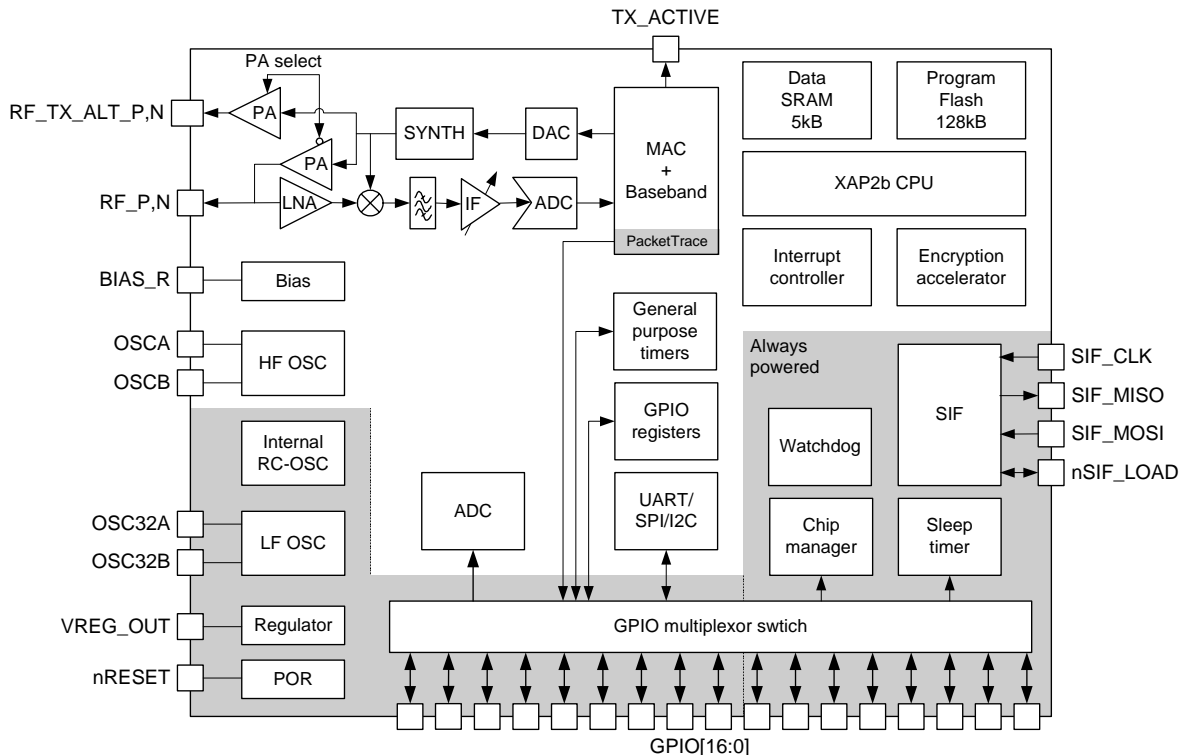 TX_ACTIVE
PA select
RF_TX_ALT_P,N
PA
SYNTH
DAC
MAC
+
Baseband
PacketTrace
Data
SRAM
5kB
Program
Flash
128kB
PA
XAP2b CPU
RF_P,N
LNA
IF
ADC
Interrupt
controller
Encryption
accelerator
BIAS_R
Bias
OSCA
OSCB
HF OSC
General
purpose
timers
Always
powered
SIF
SIF_CLK
SIF_MISO
SIF_MOSI
nSIF_LOAD
Internal
RC-OSC
GPIO
registers
Watchdog
OSC32A
OSC32B
LF OSC
ADC
UART/
SPI/I2C
Chip
manager
Sleep
timer
VREG_OUT
Regulator
GPIO multiplexor swtich
nRESET
POR
GPIO[16:0]